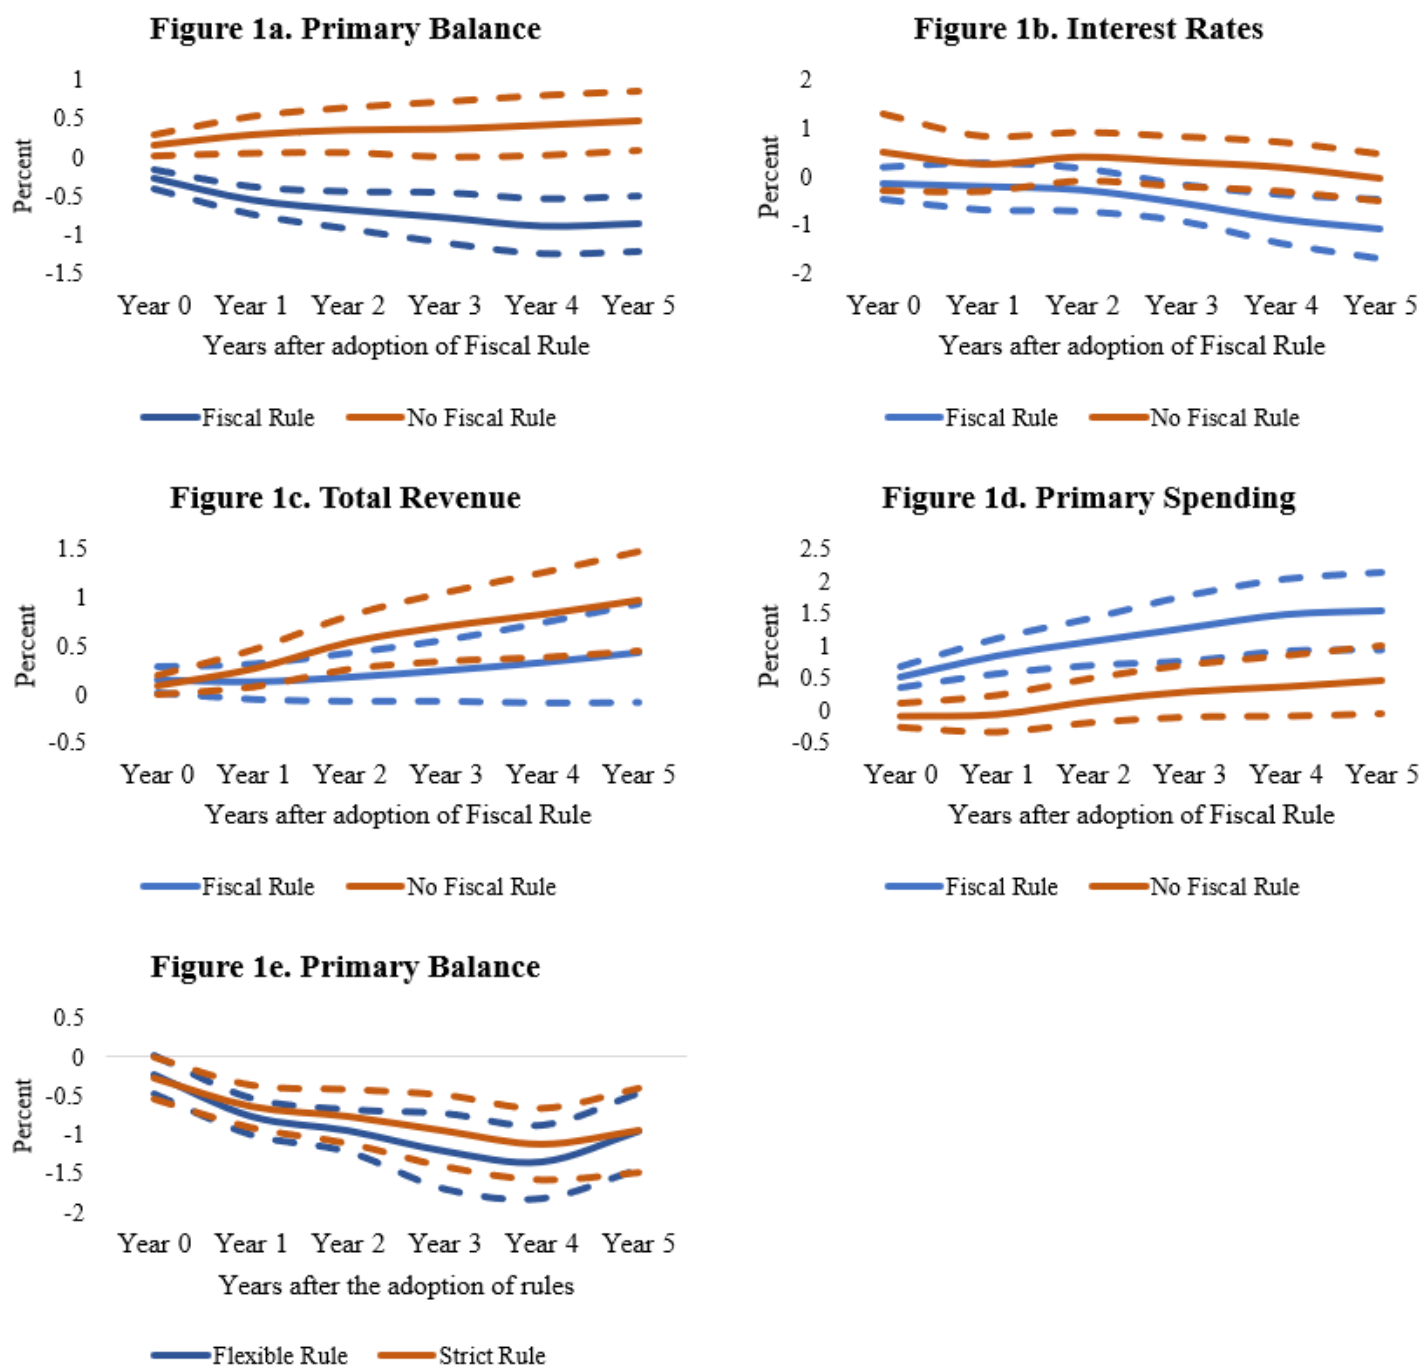 Figure 1a. Primary Balance
Percent
1
0.5
0
-0.5
-1
-1.5
Year 0 Year 1 Year 2 Year 3 Year 4 Year 5
Years after adoption of Fiscal Rule
Fiscal Rule No Fiscal Rule
Figure 1b. Interest Rates
Percent
2
1
0
-1
-2
Year 0 Year 1 Year 2 Year 3 Year 4 Year 5
Years after adoption of Fiscal Rule
Fiscal Rule No Fiscal Rule
Figure 1c. Total Revenue
Percent
1.5
1
0.5
0
-0.5
Year 0 Year 1 Year 2 Year 3 Year 4 Year 5
Years after adoption of Fiscal Rule
Fiscal Rule No Fiscal Rule
Figure 1d. Primary Spending
Percent
2.5
2
1.5
1
0.5
0
-0.5
Year 0 Year 1 Year 2 Year 3 Year 4 Year 5
Years after adoption of Fiscal Rule
Fiscal Rule No Fiscal Rule
Figure 1e. Primary Balance
Percent
0.5
0
-0.5
-1
-1.5
-2
Year 0 Year 1 Year 2 Year 3 Year 4 Year 5
Years after the adoption of rules
Flexible Rule Strict Rule